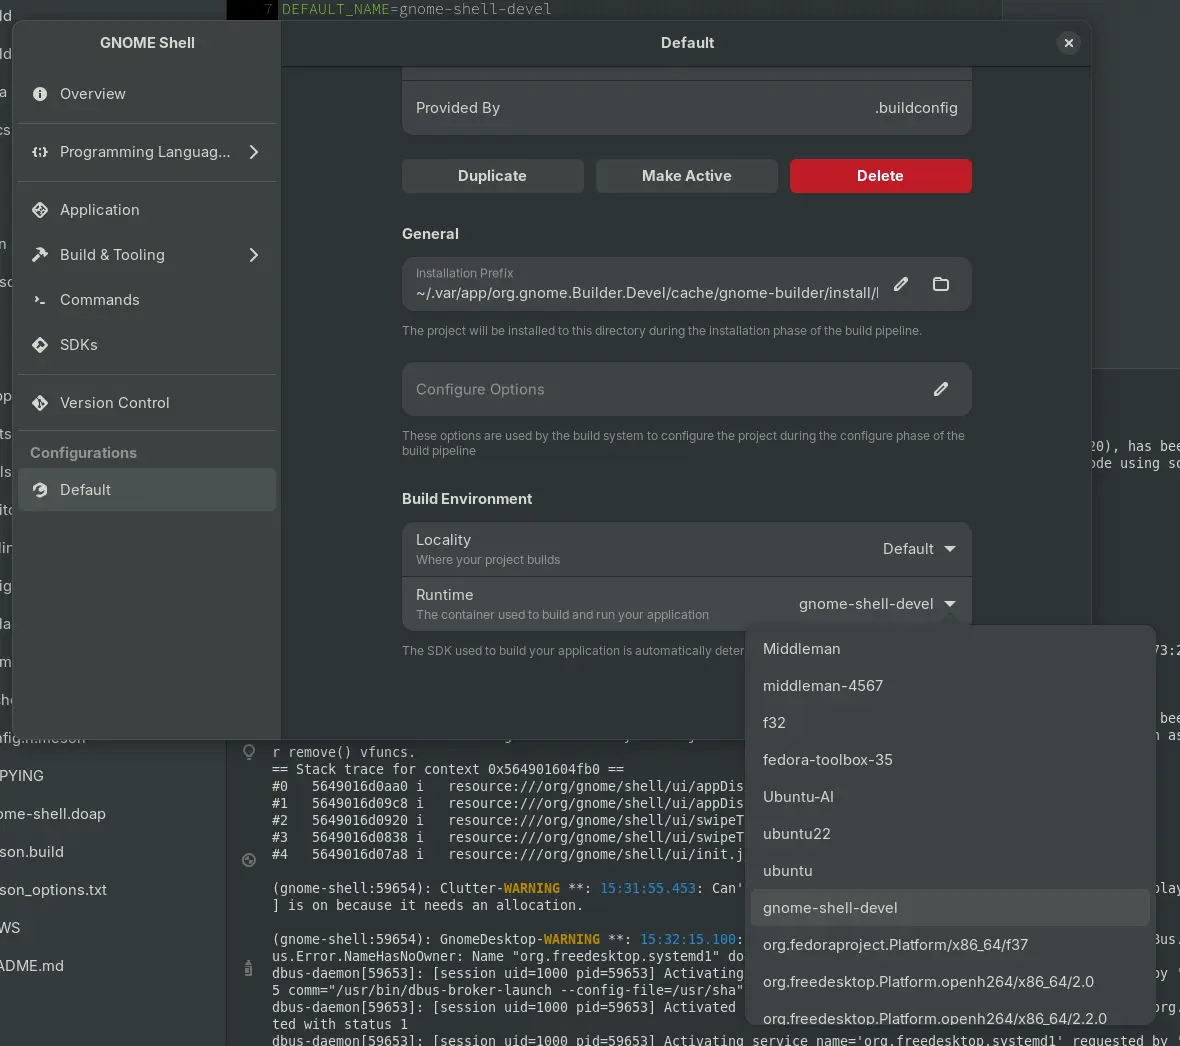 7 DEFAULT_NAME=gnome-shell-devel
GNOME Shell
Overview
Programming Languag...
Application
Build & Tooling
Commands
SDKs
Version Control
Configurations
Default
Default
Provided By
.buildconfig
Duplicate
Make Active
Delete
General
Installation Prefix
~/.var/app/org.gnome.Builder.Devel/cache/gnome-builder/install/
The project will be installed to this directory during the installation phase of the build pipeline.
Configure Options
These options are used by the build system to configure the project during the configure phase of the
build pipeline
Build Environment
Locality
Where your project builds
Default
Runtime
The container used to build and run your application
gnome-shell-devel
The SDK used to build your application is automatically deter
Middleman
middleman-4567
f32
fedora-toolbox-35
Ubuntu-AI
ubuntu22
ubuntu
gnome-shell-devel
org.fedoraproject.Platform/x86_64/f37
org.freedesktop.Platform.openh264/x86_64/2.0
org.freedesktop.Platform.openh264/x86_64/2.2.0
20), has bee
ode using so
73:2
bee
n as
PYING
ome-shell.doap
son.build
son_options.txt
WS
ADME.md
r remove() vfuncs.
== Stack trace for context 0x564901604fb0 ==
#0 5649016d0aa0 i resource:///org/gnome/shell/ui/appDis
#1 5649016d09c8 i resource:///org/gnome/shell/ui/appDis
#2 5649016d0920 i resource:///org/gnome/shell/ui/swipeT
#3 5649016d0838 i resource:///org/gnome/shell/ui/swipeT
#4 5649016d07a8 i resource:///org/gnome/shell/ui/init.j
(gnome-shell:59654): Clutter-WARNING **: 15:31:55.453: Can'
play
] is on because it needs an allocation.
(gnome-shell:59654): GnomeDesktop-WARNING **: 15:32:15.100:
Bus.
us.Error.NameHasNoOwner: Name "org.freedesktop.systemd1" do
dbus-daemon[59653]: [session uid=1000 pid=59653] Activating
by '
5 comm="/usr/bin/dbus-broker-launch --config-file=/usr/sha"
dbus-daemon[59653]: [session uid=1000 pid=59653] Activated
org.
ted with status 1
dbus-daemon[59653]: [session uid=1000 pid=59653] Activating service name='org.freedesktop.systemd1' requested by '